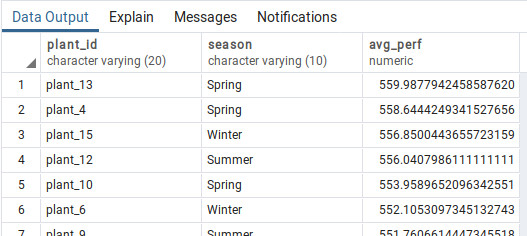 Data Output Explain Messages Notifications
plant_id season avg_perf
character varying (20) character varying (10) numeric
1 plant_13 Spring 559.9877942458587620
2 plant_4 Spring 558.6444249341527656
3 plant_15 Winter 556.8500443655723159
4 plant_12 Summer 556.0407986111111111
5 plant_10 Spring 553.9589652096342551
6 plant_6 Winter 552.1053097345132743
7 plant_9 Summer 551.7606614447345518